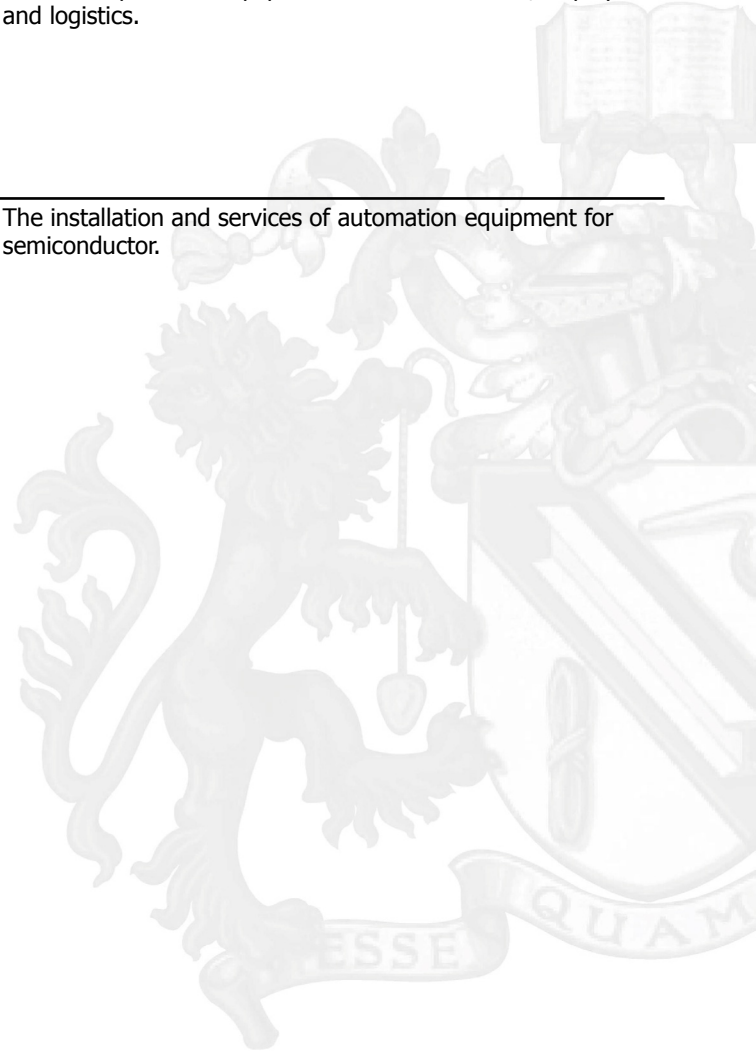 and logistics.
The installation and services of automation equipment for
semiconductor.
ESSE
QUAM